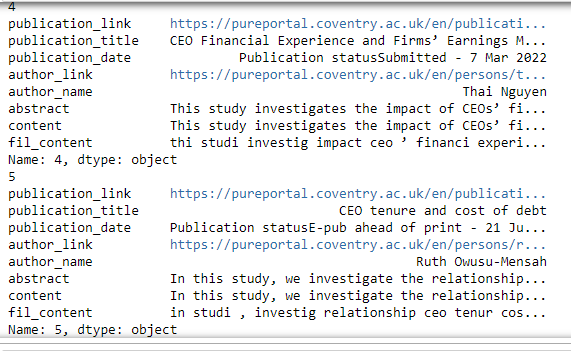 4
publication_link https://pureportal.coventry.ac.uk/en/publicati...
publication_title CEO Financial Experience and Firms’ Earnings M...
publication_date Publication statusSubmitted - 7 Mar 2022
author_link https://pureportal.coventry.ac.uk/en/persons/t...
author_name Thai Nguyen
abstract This study investigates the impact of CEOs’ fi...
content This study investigates the impact of CEOs’ fi...
fil_content thi studi investig impact ceo ’ financi experi...
Name: 4, dtype: object
5
publication_link https://pureportal.coventry.ac.uk/en/publicati...
publication_title CEO tenure and cost of debt
publication_date Publication statusE-pub ahead of print - 21 Ju...
author_link https://pureportal.coventry.ac.uk/en/persons/r...
author_name Ruth Owusu-Mensah
abstract In this study, we investigate the relationship...
content In this study, we investigate the relationship...
fil_content in studi , investig relationship ceo tenur cos...
Name: 5, dtype: object